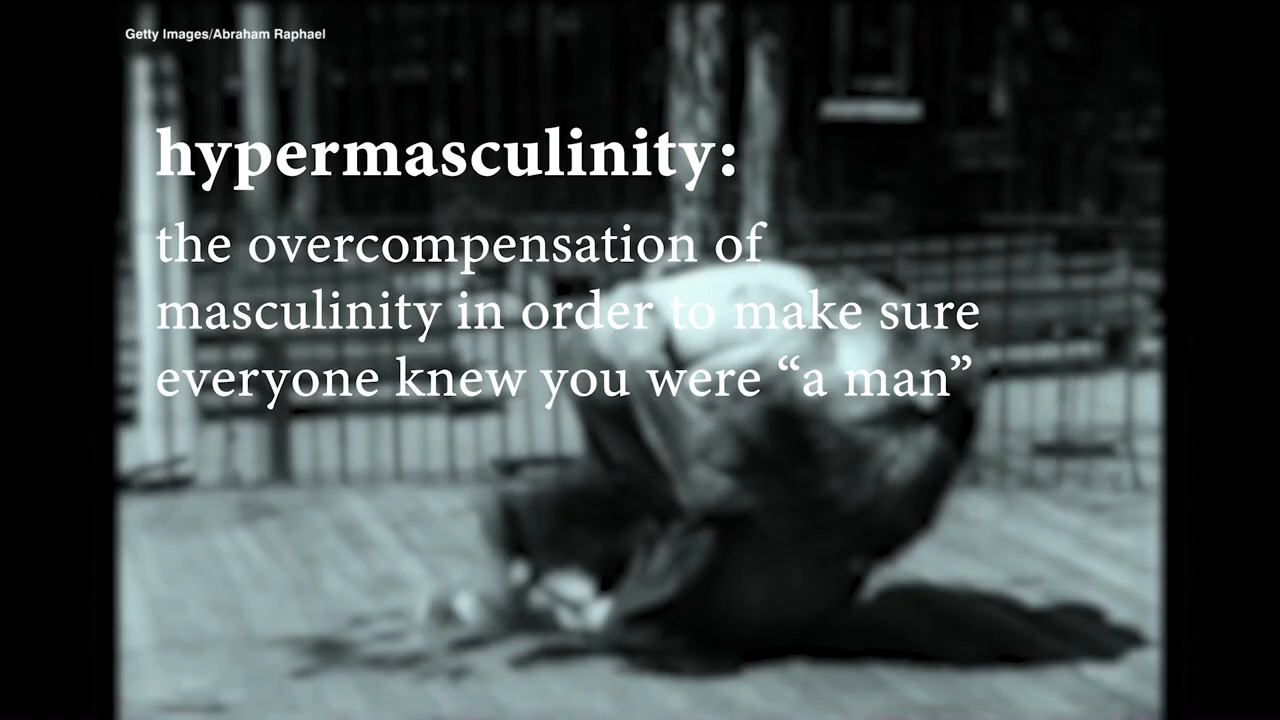 Getty Images/Abraham Raphael
hypermasculinity:
the overcompensation of
masculinity in order to make sure
everyone knew you were “a man”